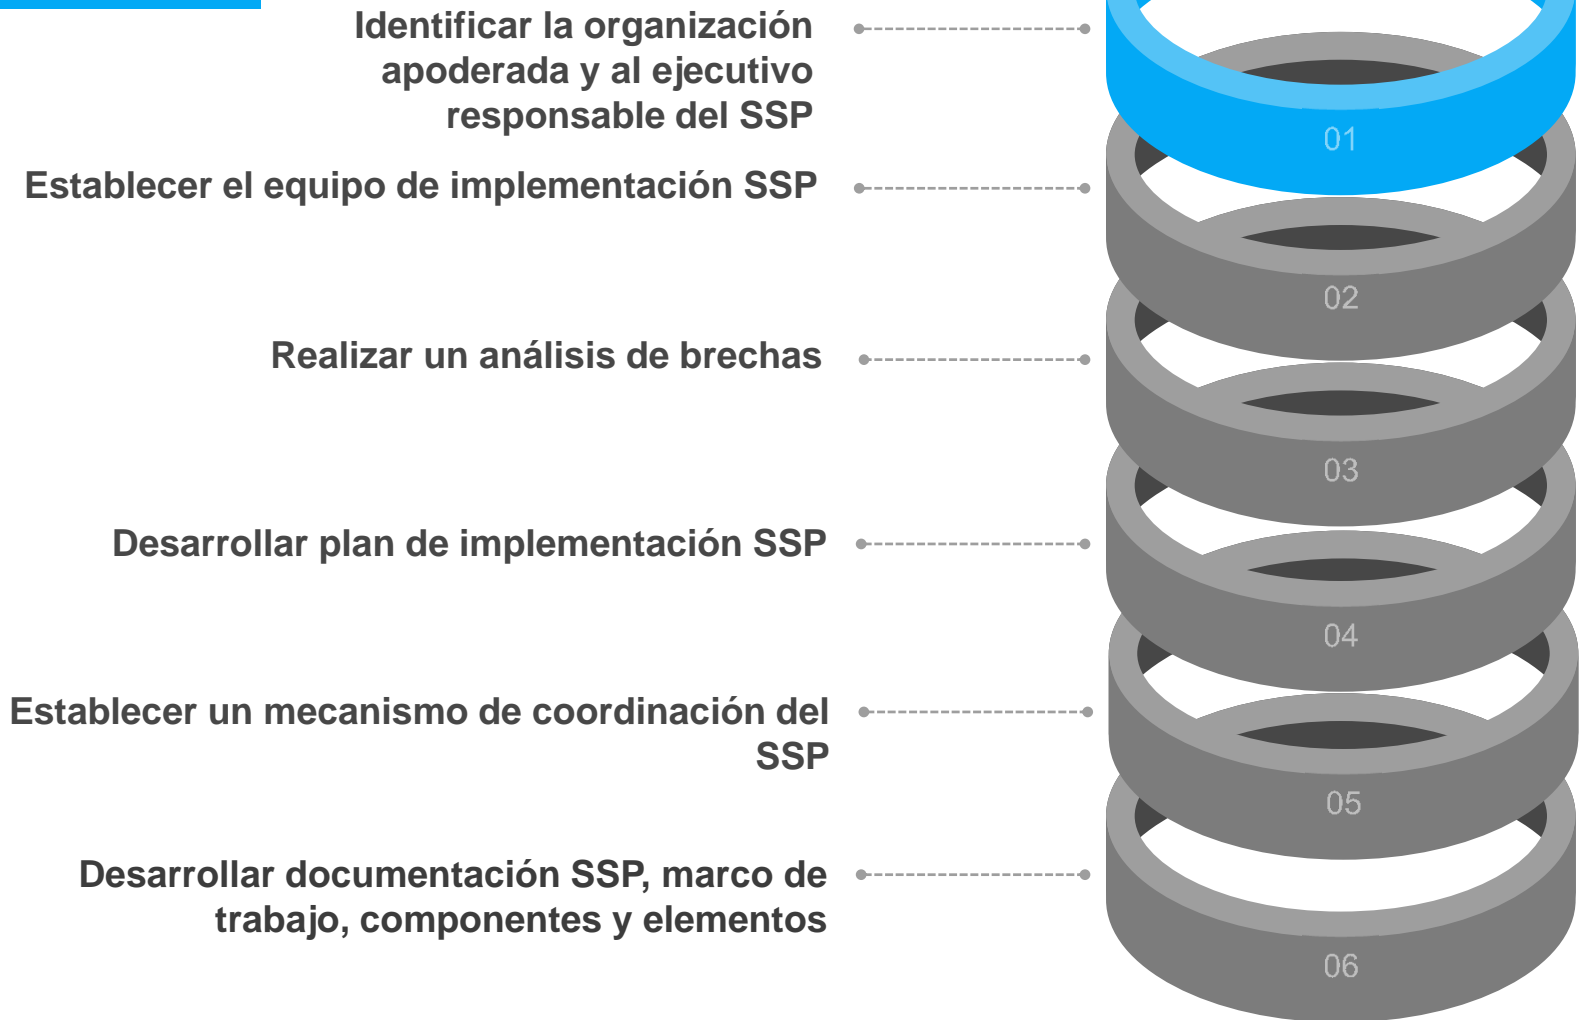 Identificar la organización
apoderada y al ejecutivo
responsable del SSP
01
Establecer el equipo de implementación SSP
02
Realizar un análisis de brechas
03
Desarrollar plan de implementación SSP
04
Establecer un mecanismo de coordinación del
SSP
05
Desarrollar documentación SSP, marco de
trabajo, componentes y elementos
06